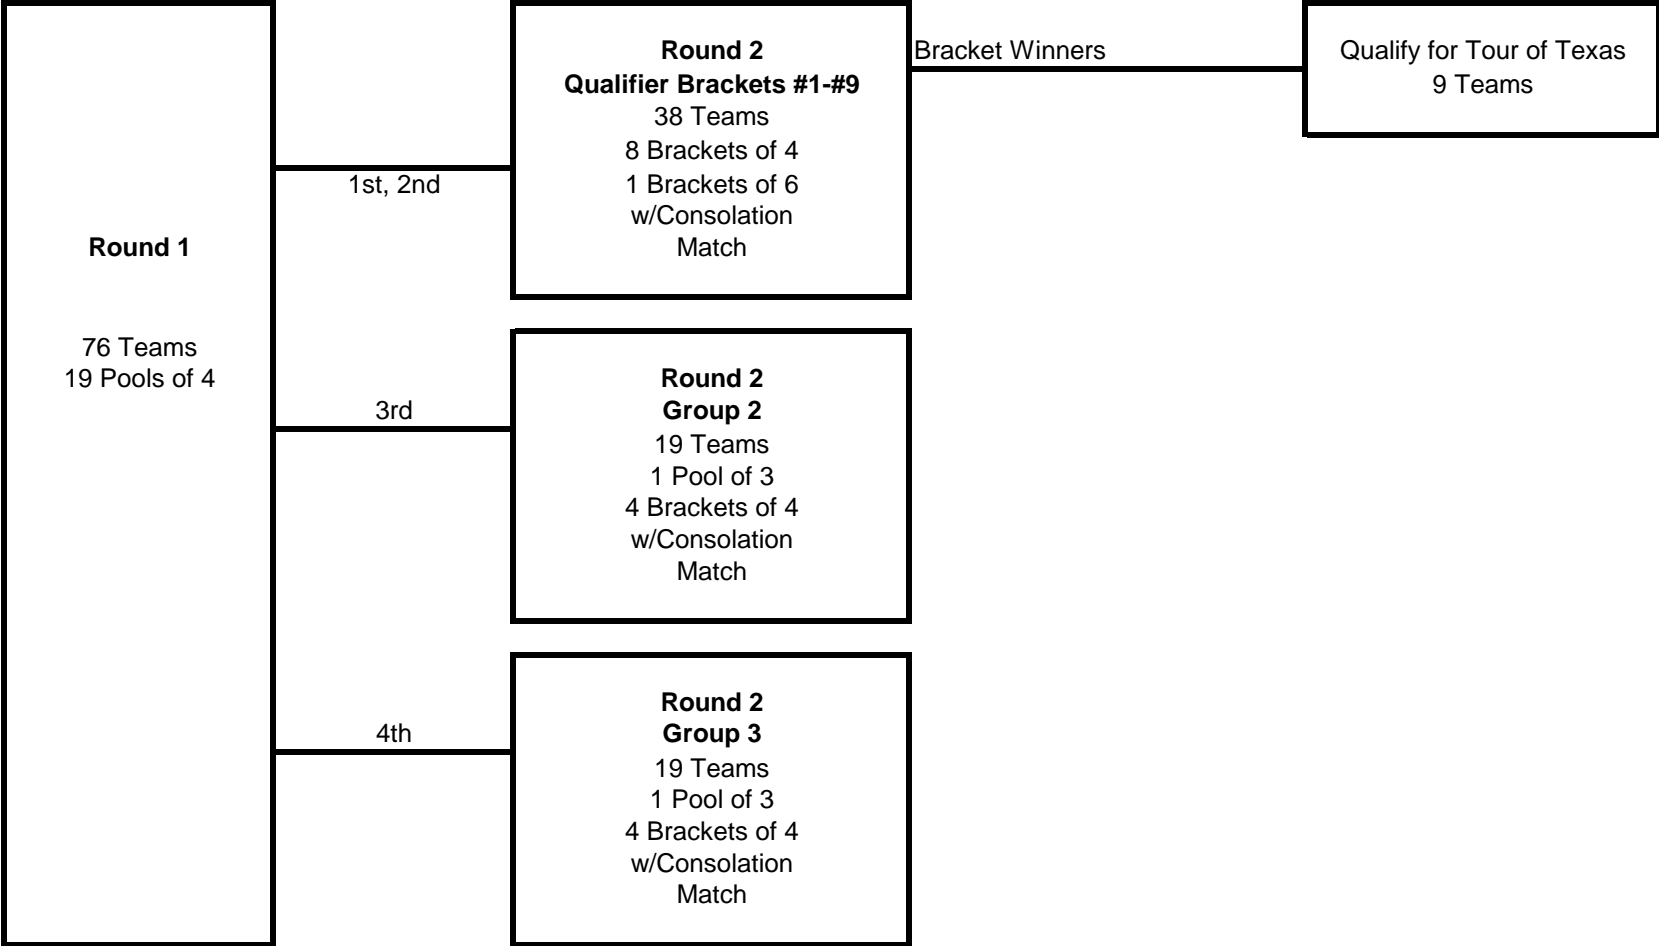 Round 1
76 Teams
19 Pools of 4
1st, 2nd
3rd
4th
Round 2
Qualifier Brackets #1-#9
38 Teams
8 Brackets of 4
1 Brackets of 6
w/Consolation
Match
Round 2
Group 2
19 Teams
1 Pool of 3
4 Brackets of 4
w/Consolation
Match
Round 2
Group 3
19 Teams
1 Pool of 3
4 Brackets of 4
w/Consolation
Match
Bracket Winners
Qualify for Tour of Texas
9 Teams